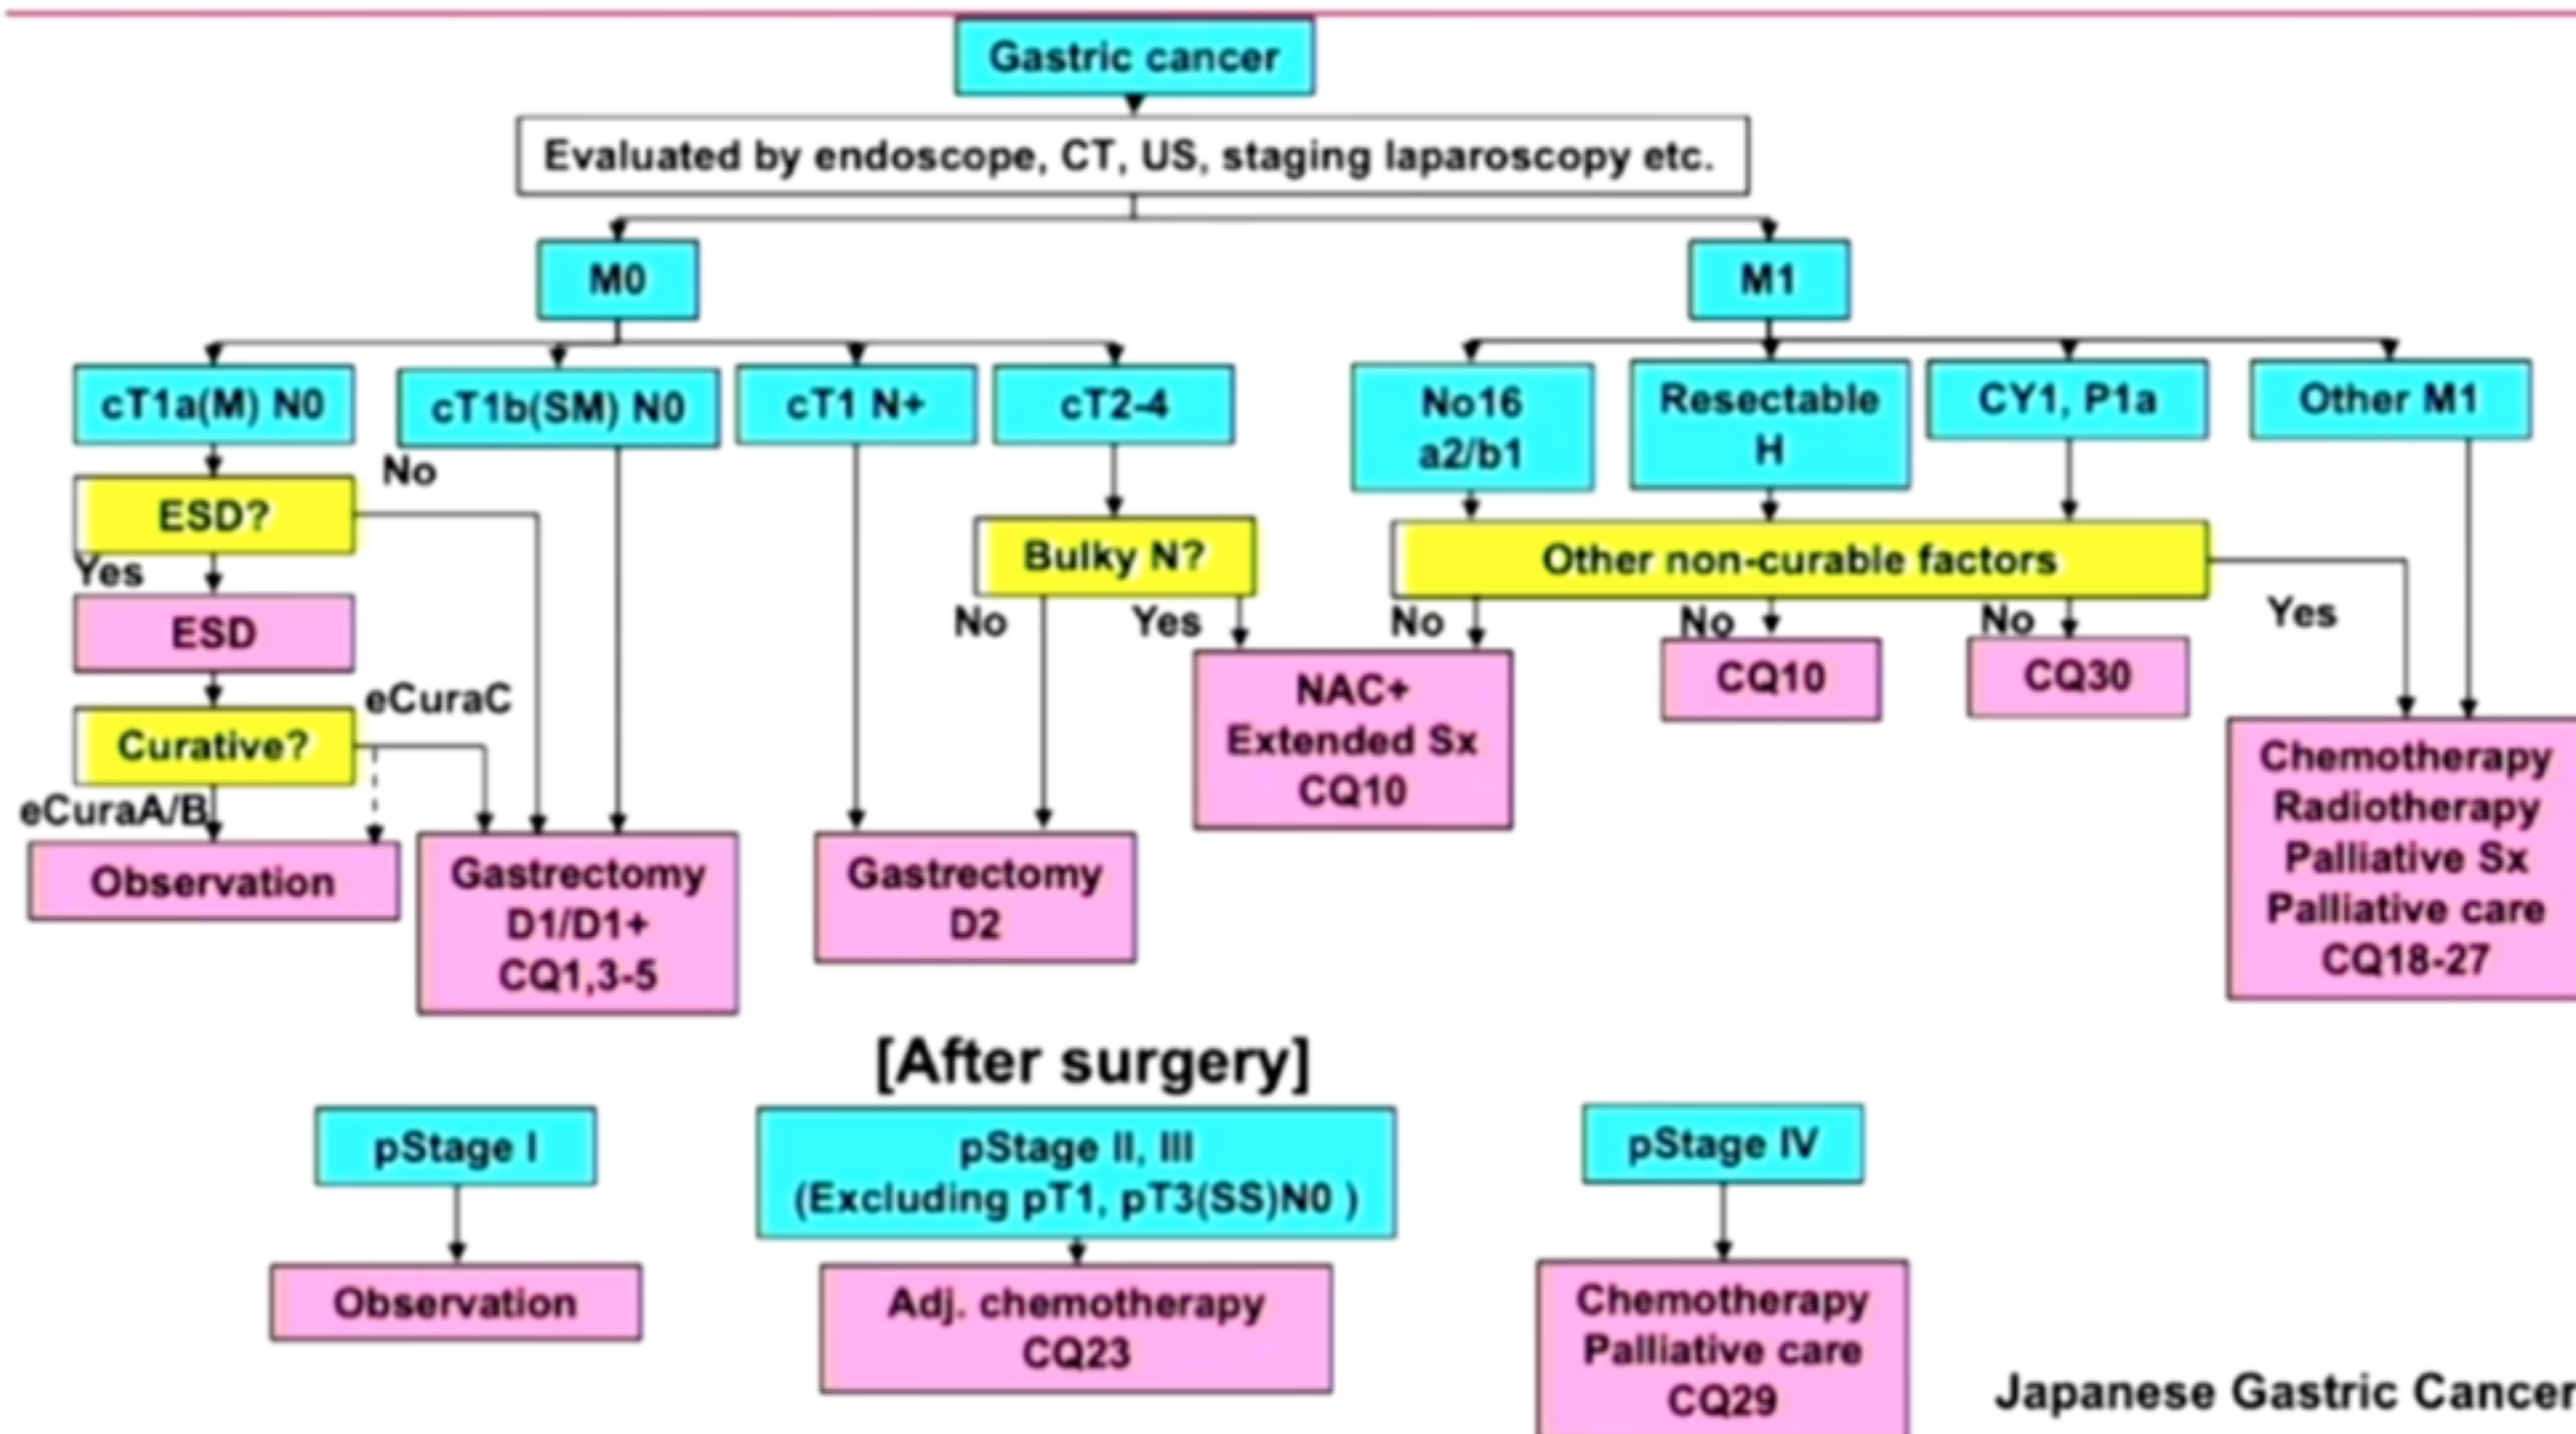 Gastric cancer
Evaluated by endoscope, CT, US, staging laparoscopy etc.
M0
M1
cT1a(M) N0
cT1b(SM) N0
cT1 N+
cT2-4
No16
a2/b1
Resectable
H
CY1, P1a
Other M1
No
ESD?
Bulky N?
Other non-curable factors
Yes
No
Yes
No
No
No
Yes
ESD
CQ10
CQ30
eCuraC
NAC+
Extended Sx
CQ10
Curative?
eCuraA/B
Chemotherapy
Radiotherapy
Palliative Sx
Palliative care
CQ18-27
Observation
Gastrectomy
D1/D1+
CQ1,3-5
Gastrectomy
D2
[After surgery]
pStage I
pStage II, III
(Excluding pT1, pT3(SS)N0 )
pStage IV
Observation
Adj. chemotherapy
CQ23
Chemotherapy
Palliative care
CQ29
Japanese Gastric Cancer